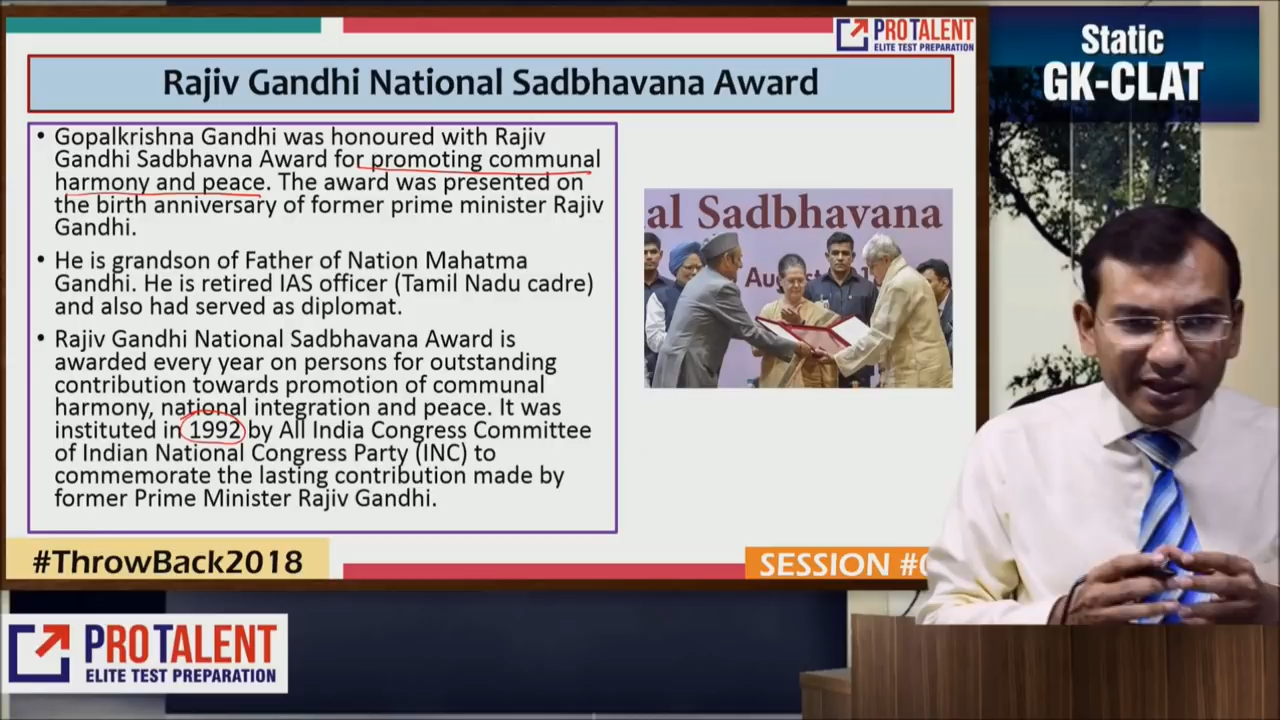 PROTALENT
ELITE TEST PREPARATION
Static
GK-CLAT
Rajiv Gandhi National Sadbhavana Award
• Gopalkrishna Gandhi was honoured with Rajiv
Gandhi Sadbhavna Award for promoting communal
harmony and peace. The award was presented on
the birth anniversary of former prime minister Rajiv
Gandhi.
• He is grandson of Father of Nation Mahatma
Gandhi. He is retired IAS officer (Tamil Nadu cadre)
and also had served as diplomat.
• Rajiv Gandhi National Sadbhavana Award is
awarded every year on persons for outstanding
contribution towards promotion of communal
harmony, national integration and peace. It was
instituted in 1992 by All India Congress Committee
of Indian National Congress Party (INC) to
commemorate the lasting contribution made by
former Prime Minister Rajiv Gandhi.
al Sadbhavana
#ThrowBack2018
SESSION
PROTALENT
ELITE TEST PREPARATION